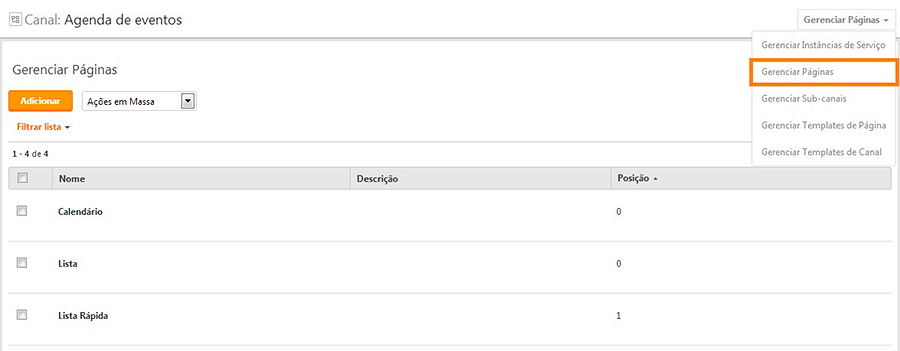 Canal: Agenda de eventos
Gerenciar Páginas
Gerenciar Instâncias de Serviço
Gerenciar Páginas
Gerenciar Sub-canais
Gerenciar Templates de Página
Gerenciar Templates de Canal
Gerenciar Páginas
Adicionar Ações em Massa
Filtrar lista
1 - 4 de 4
Nome Descrição Posição
Calendário 0
Lista 0
Lista Rápida 1